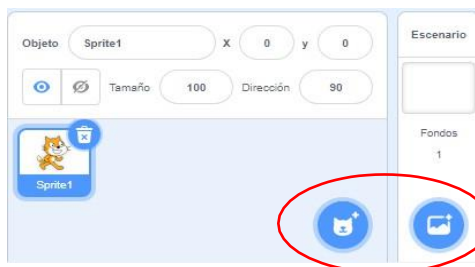 Objeto Sprite1 X 0 y 0
Tamaño 100 Dirección 90
Sprite1
Escenario
Fondos
1